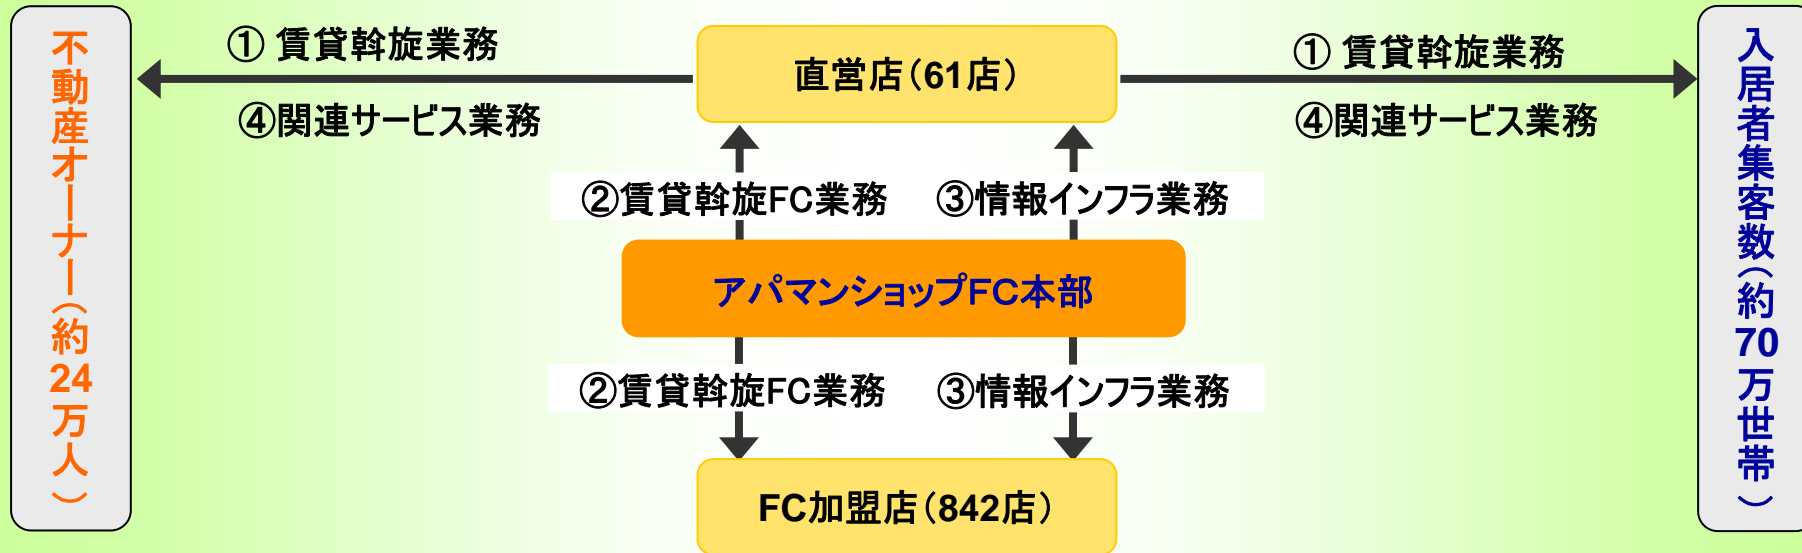 不動産オーナー（約24万人）
① 賃貸斡旋業務
④関連サービス業務
直営店（61店）
① 賃貸斡旋業務
④関連サービス業務
②賃貸斡旋FC業務
③情報インフラ業務
アパマンショップFC本部
②賃貸斡旋FC業務
③情報インフラ業務
FC加盟店（842店）
入居者集客数（約70万世帯）